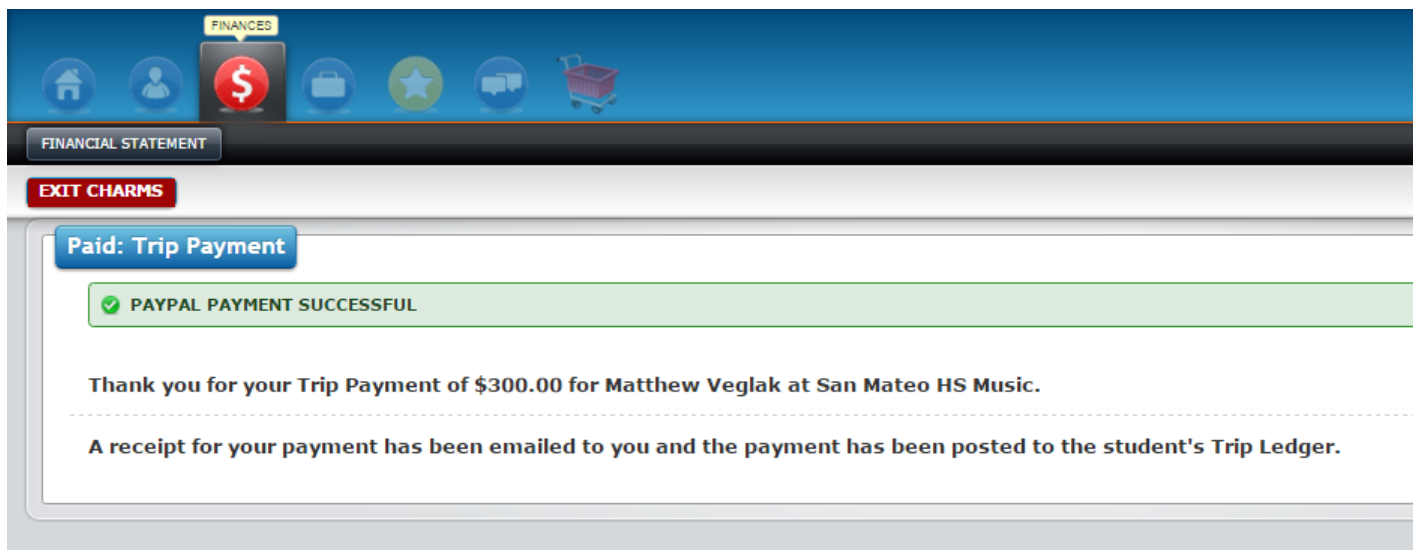 FINANCES
$
FINANCIAL STATEMENT
EXIT CHARMS
Paid: Trip Payment
PAYPAL PAYMENT SUCCESSFUL
Thank you for your Trip Payment of $300.00 for Matthew Veglak at San Mateo HS Music.
A receipt for your payment has been emailed to you and the payment has been posted to the student's Trip Ledger.